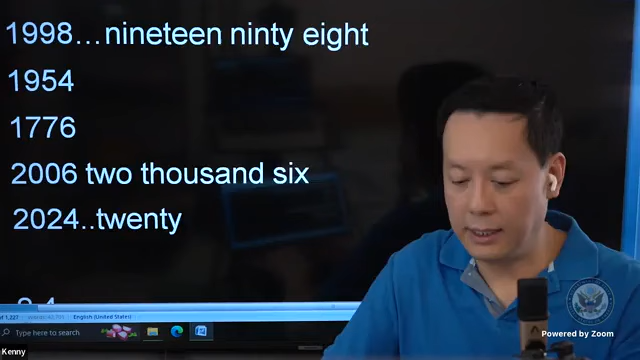 1998...nineteen ninty eight
1954
1776
2006 two thousand six
2024..twenty
English (United States)
Type here to search
Kenny
Powered by Zoom